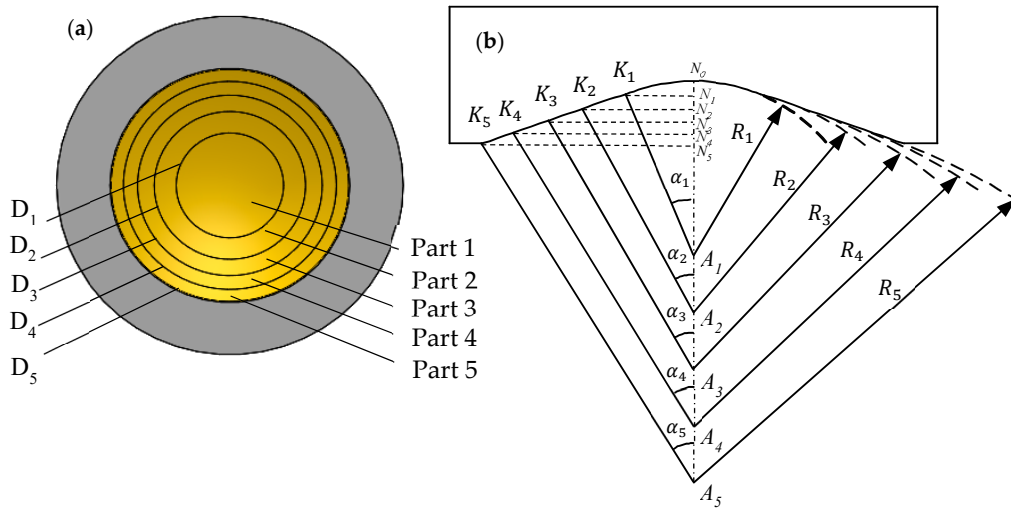 (a)
D₁
D₂
D₃
D₄
D₅
Part 1
Part 2
Part 3
Part 4
Part 5
(b)
K₁
K₂
K₃
K₄
K₅
N₀
N₁
N₂
N₃
N₄
N₅
R₁
R₂
R₃
R₄
R₅
α₁
α₂
α₃
α₄
α₅
A₁
A₂
A₃
A₄
A₅